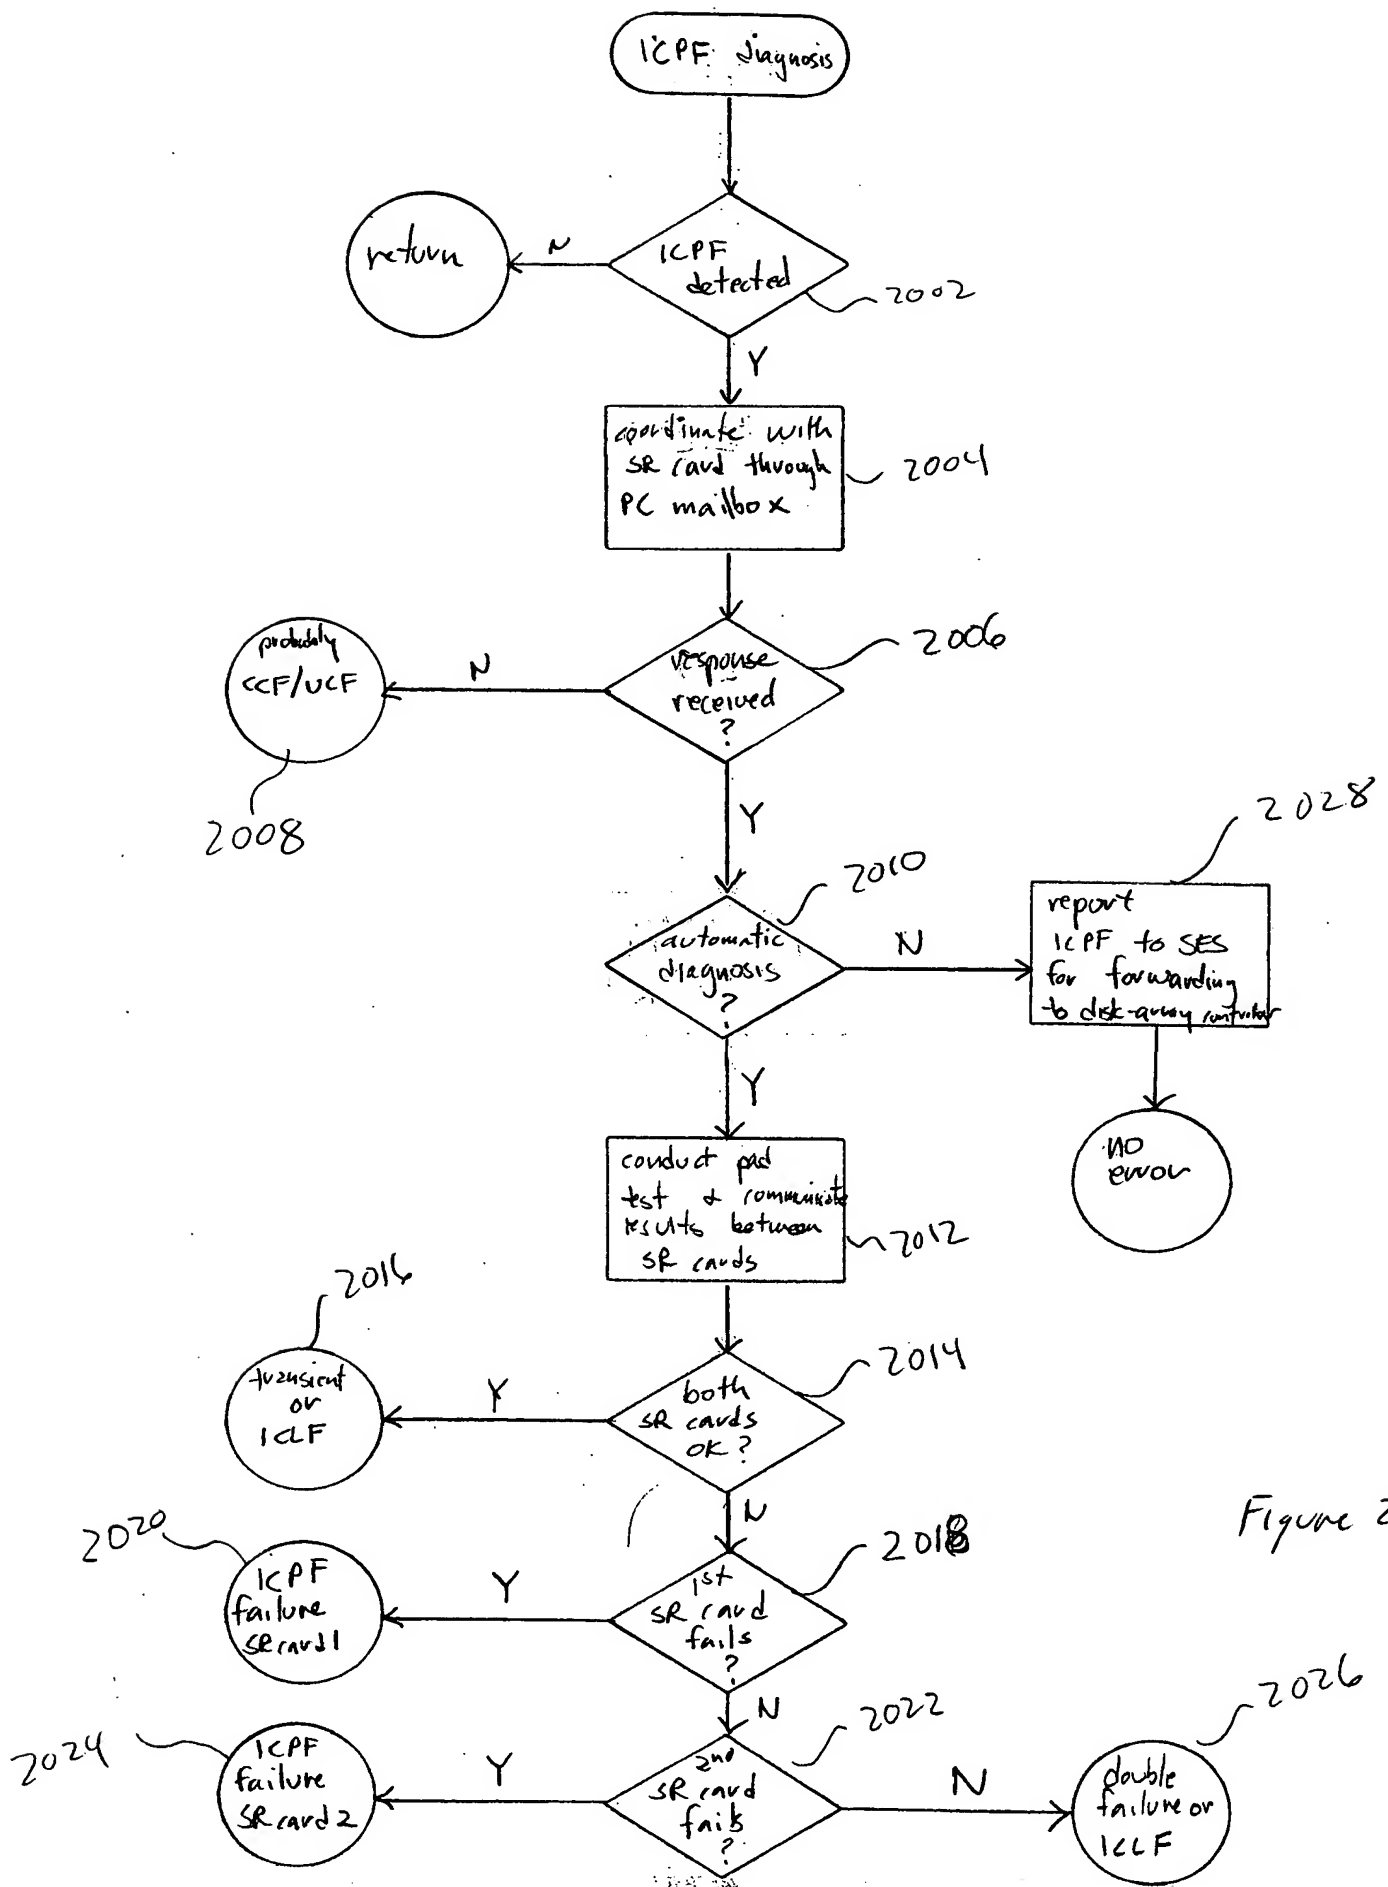 ICPF diagnosis
return
N
ICPF
detected
2002
Y
coordinate with
SR card through
PC mailbox
2004
probably
CCF/UCF
N
response
received
?
2006
2008
Y
2028
2010
automatic
diagnosis
?
N
report
ICPF to SES
for forwarding
to disk-array controller
Y
no
error
conduct pad
test & communicate
results between
SR cards
2012
2016
transient
or
ICLF
Y
both
SR cards
OK?
2014
N
Figure 2
2020
ICPF
failure
SR card 1
Y
1st
SR card
fails
?
2018
N
2024
ICPF
failure
SR card 2
Y
2nd
SR card
fails
?
2022
N
2026
double
failure or
ICLF